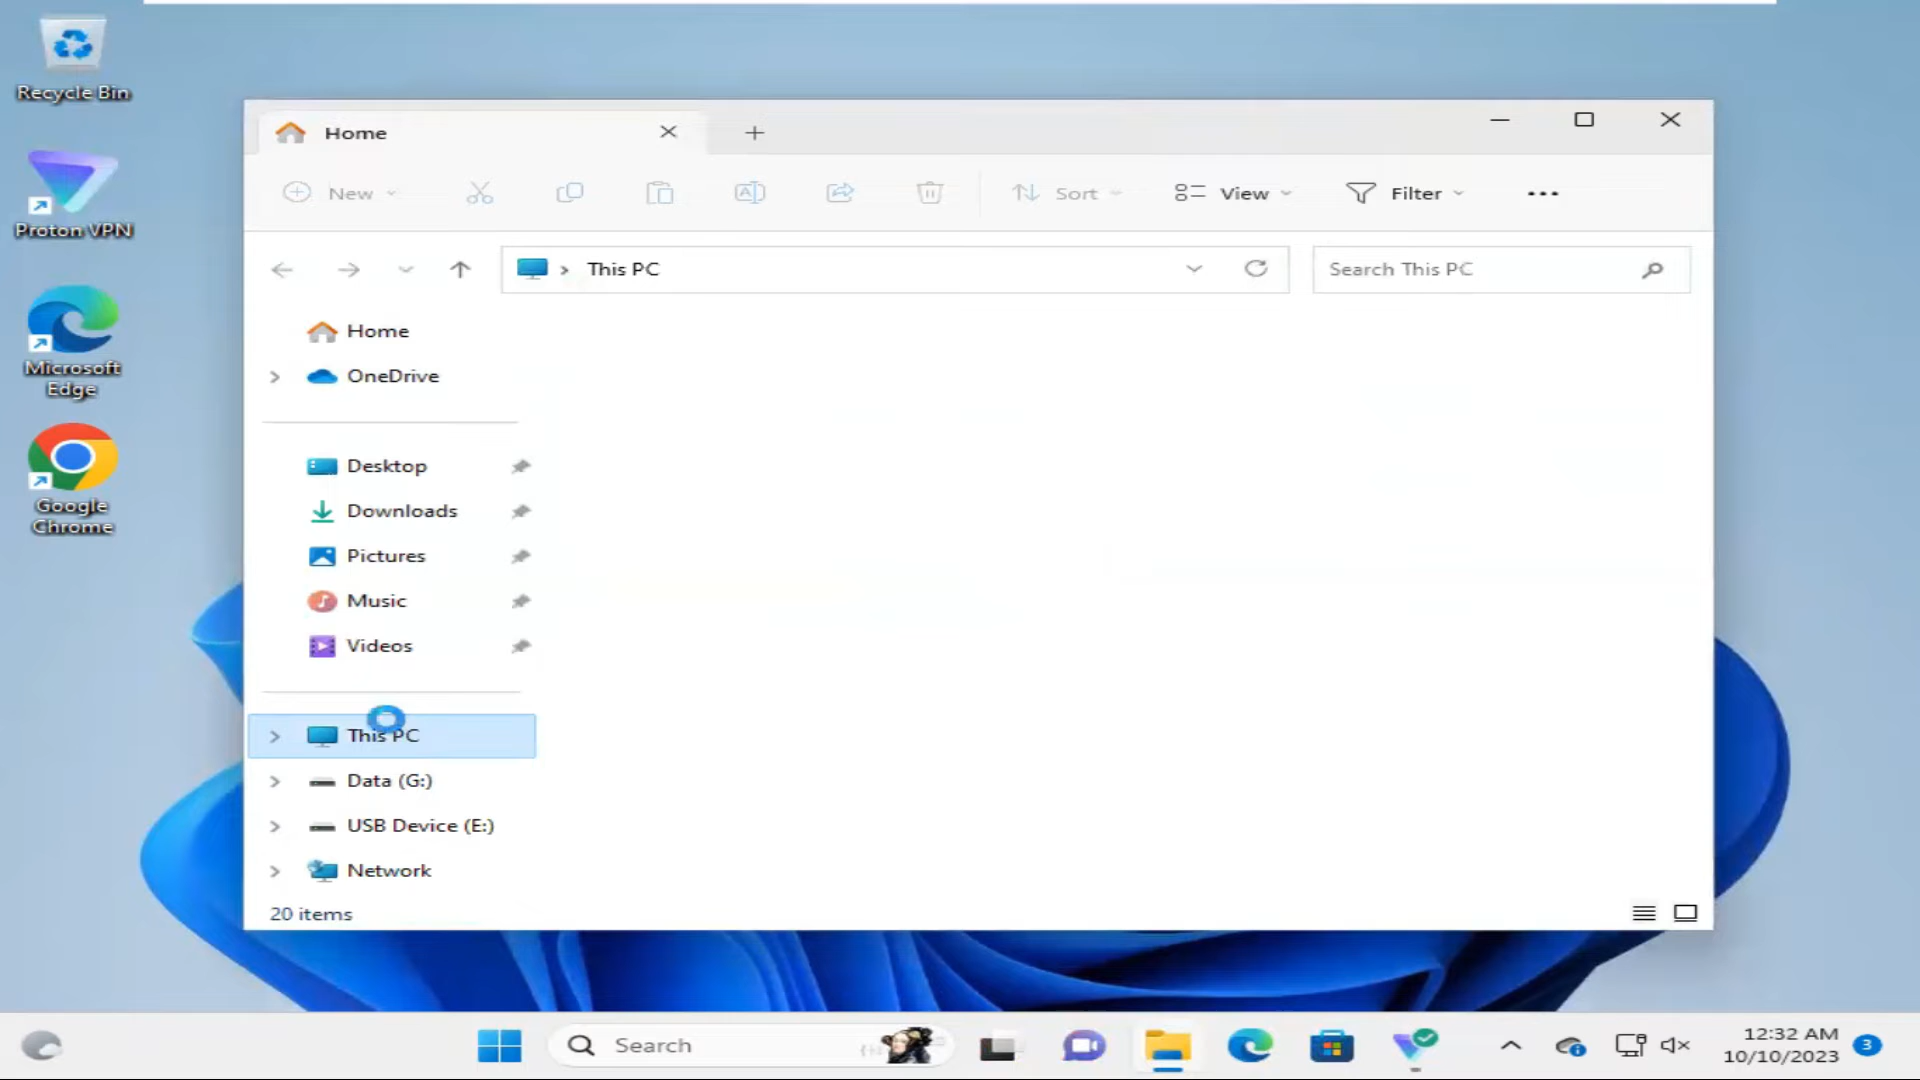 Recycle Bin
Proton VPN
Microsoft
Edge
Google
Chrome
Home
New
Sort
View
Filter
This PC
Search This PC
Home
OneDrive
Desktop
Downloads
Pictures
Music
Videos
This PC
Data (G:)
USB Device (E:)
Network
20 items
Search
12:32 AM
10/10/2023
3